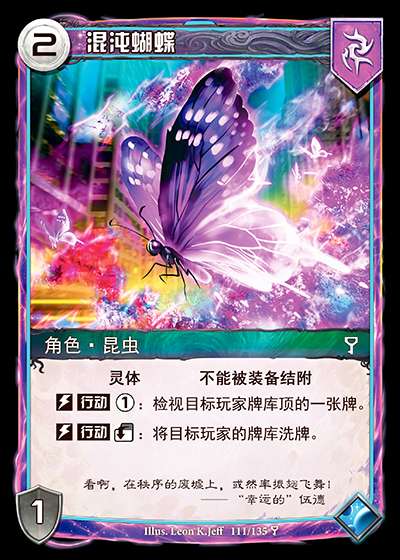 2 混沌蝴蝶
角色·昆虫
灵体 不能被装备结附
行动 1：检视目标玩家牌库顶的一张牌。
行动 ：将目标玩家的牌库洗牌。
看啊，在秩序的废墟上，或然率振翅飞舞！
—— “幸运的”伍德
1
Illus. Leon K.Jeff 111/135